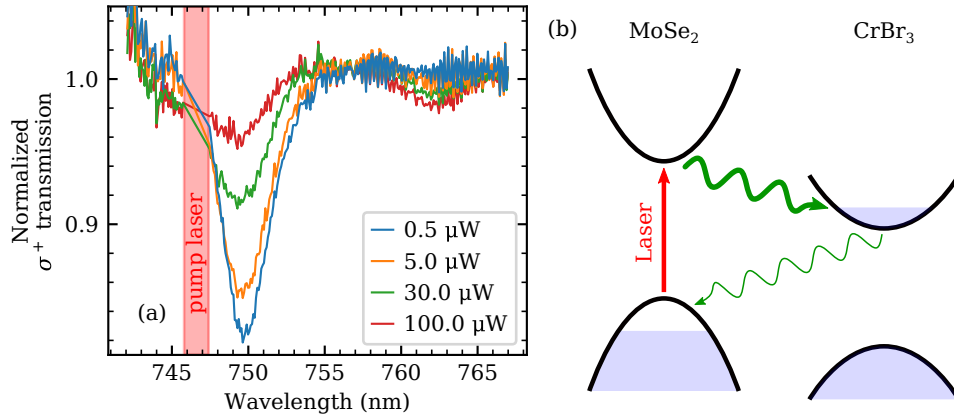 (a)
Normalized
σ⁺ transmission
1.0
0.9
pump laser
0.5 µW
5.0 µW
30.0 µW
100.0 µW
745 750 755 760 765
Wavelength (nm)
(b)
MoSe₂ CrBr₃
Laser